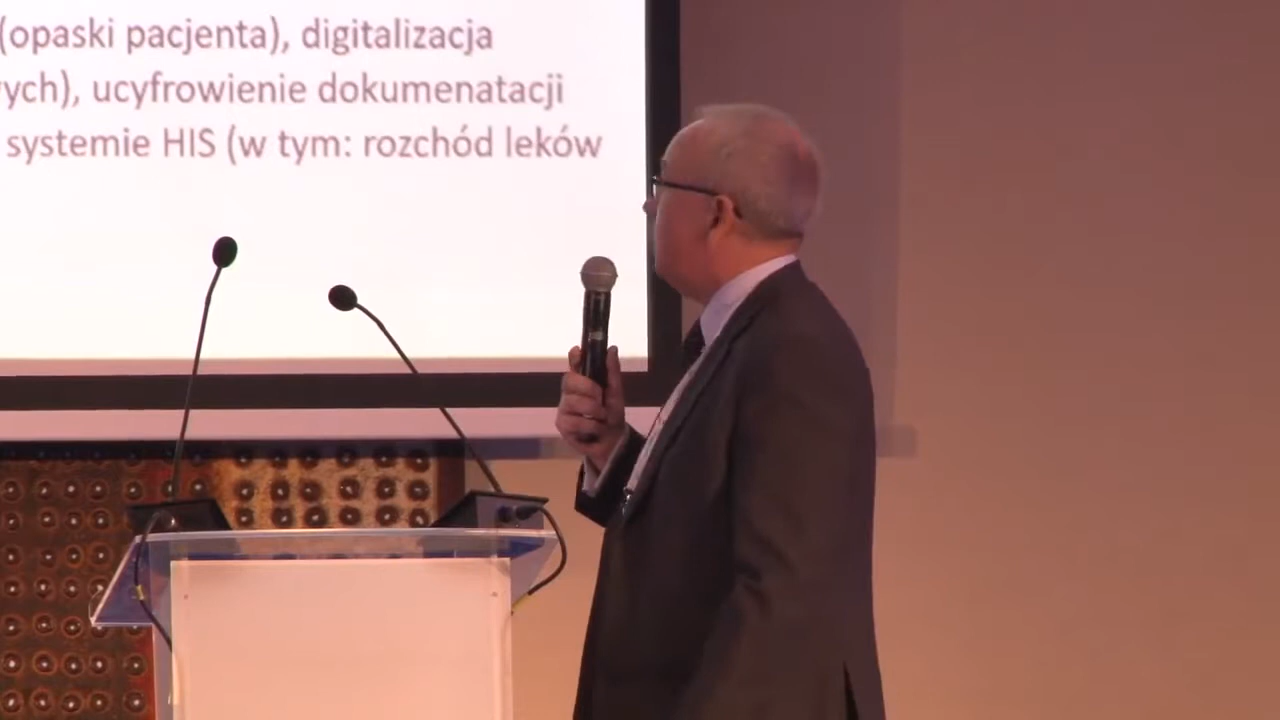 (opaski pacjenta), digitalizacja
ych), ucyfrowienie dokumenatacji
systemie HIS (w tym: rozchód leków